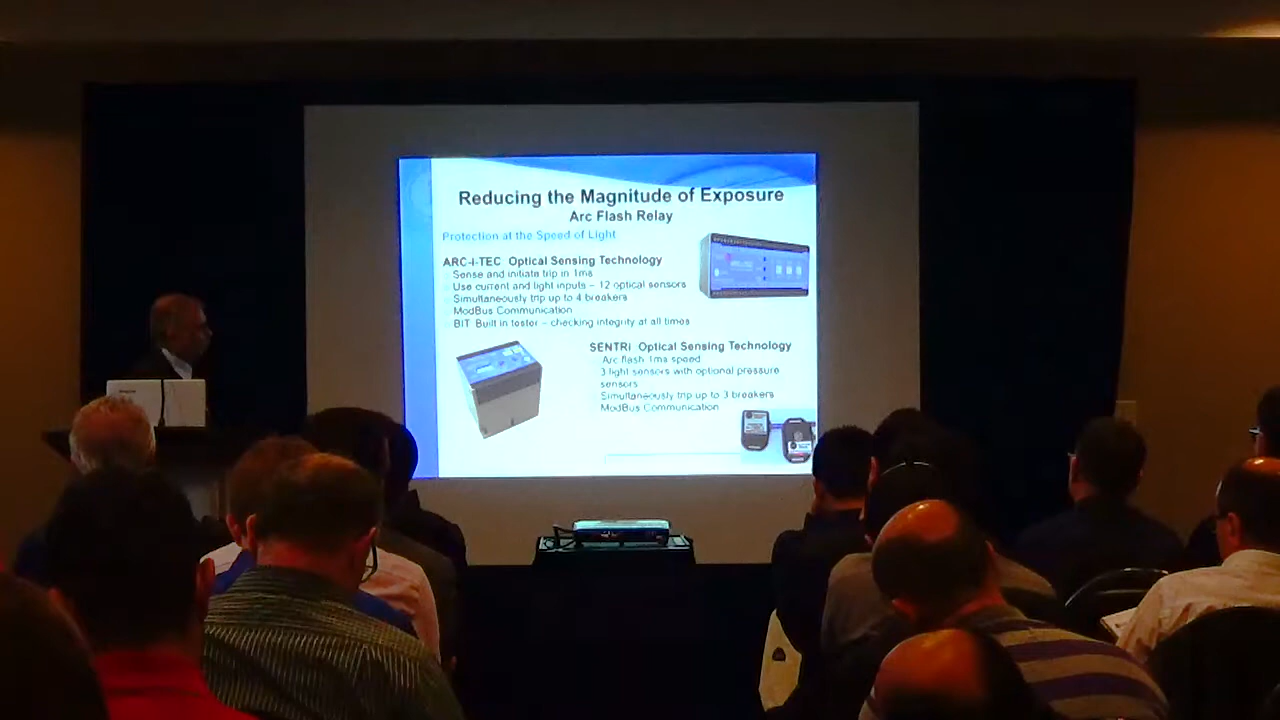 Reducing the Magnitude of Exposure
Arc Flash Relay
Protection at the Speed of Light
ARC-I-TEC Optical Sensing Technology
Sense and initiate trip in 1ms
Use current and light inputs – 12 optical sensors
Simultaneously trip up to 4 breakers
ModBus Communication
BIT Built in tester – checking integrity at all times
SENTRI Optical Sensing Technology
Arc flash 1ms speed
3 light sensors with optional pressure
sensors
Simultaneously trip up to 3 breakers
ModBus Communication